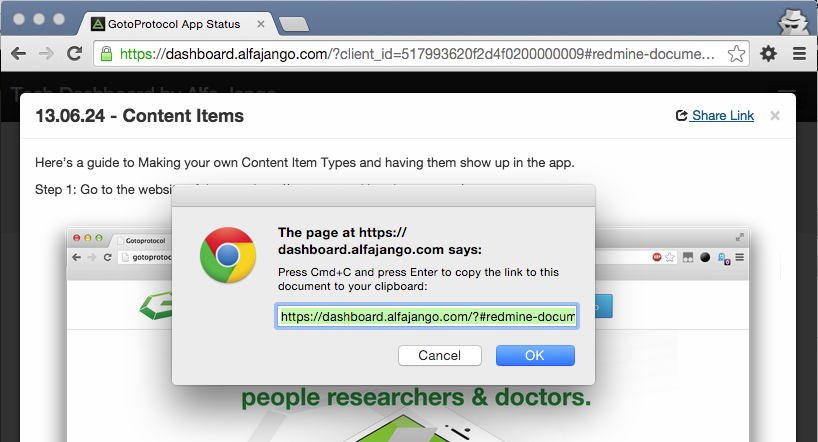 GotoProtocol App Status
https://dashboard.alfajango.com/?client_id=517993620f2d4f0200000009#redmine-docume...
Tech Dashboard by Alfa Jango
13.06.24 - Content Items
Share Link
Here's a guide to Making your own Content Item Types and having them show up in the app.
Step 1: Go to the website
The page at https://
dashboard.alfajango.com says:
Press Cmd+C and press Enter to copy the link to this
document to your clipboard:
https://dashboard.alfajango.com/?#redmine-docum
Cancel
OK
Gotoprotocol
gotoprotoc
people researchers & doctors.